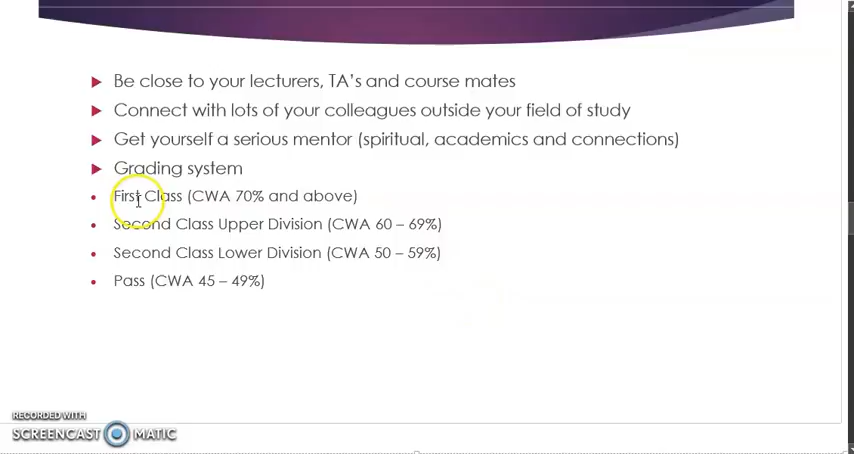 Be close to your lecturers, TA's and course mates
Connect with lots of your colleagues outside your field of study
Get yourself a serious mentor (spiritual, academics and connections)
Grading system
First Class (CWA 70% and above)
Second Class Upper Division (CWA 60 – 69%)
Second Class Lower Division (CWA 50 – 59%)
Pass (CWA 45 – 49%)
RECORDED WITH
SCREENCAST MATIC